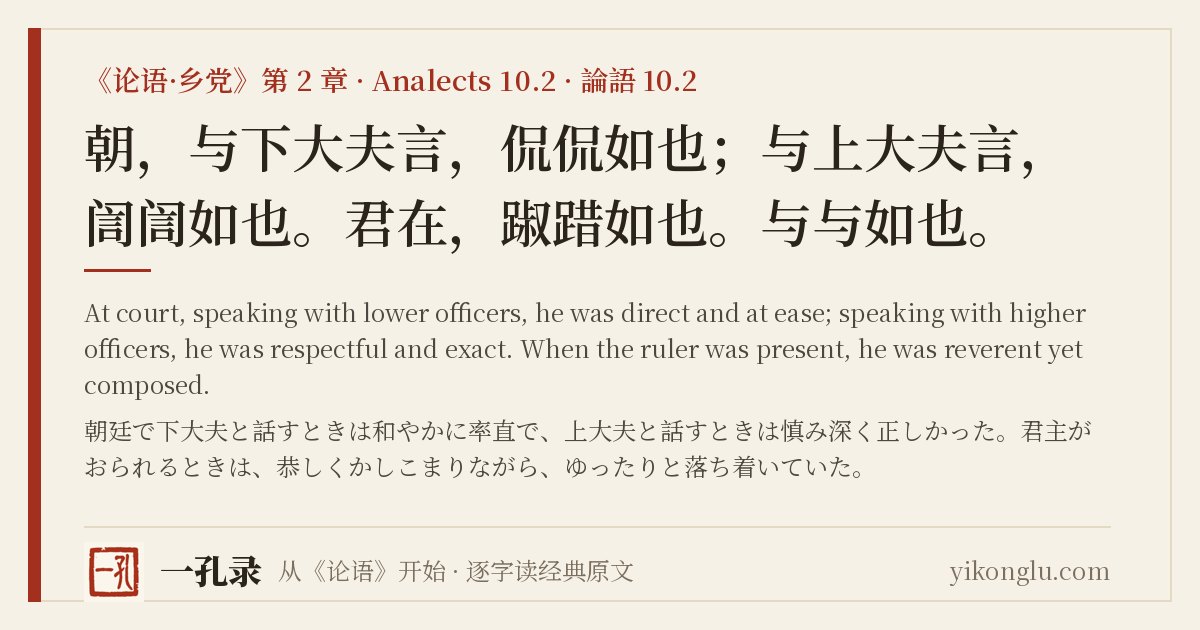 《论语·乡党》第 2 章 · Analects 10.2 · 論語 10.2
朝，与下大夫言，侃侃如也；与上大夫言，
訚訚如也。君在，踧踖如也。与与如也。
At court, speaking with lower officers, he was direct and at ease; speaking with higher
officers, he was respectful and exact. When the ruler was present, he was reverent yet
composed.
朝廷で下大夫と話すときは和やかに率直で、上大夫と話すときは慎み深く正しかった。君主が
おられるときは、恭しくかしこまりながら、ゆったりと落ち着いていた。
一孔
一孔录 从《论语》开始 · 逐字读经典原文 yikonglu.com